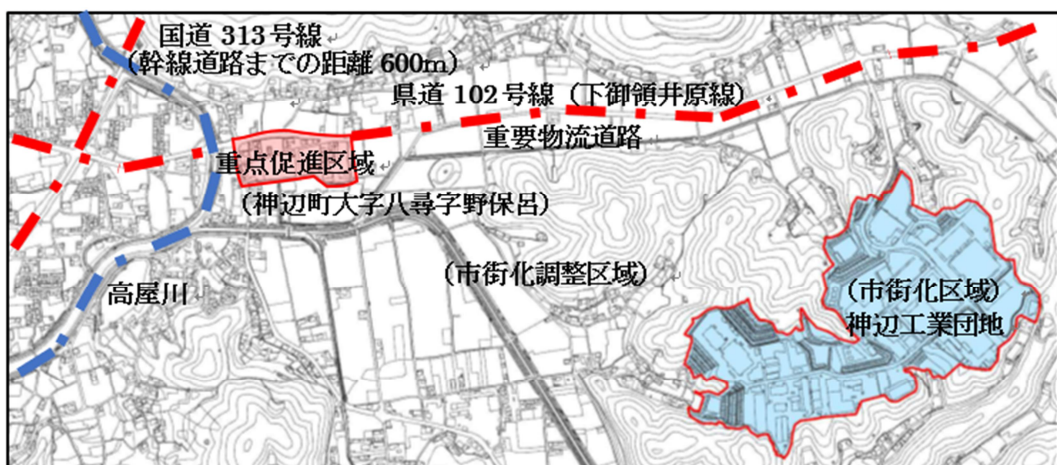 国道 313 号線
(幹線道路までの距離 600m)
県道 102 号線(下御領井原線)
重要物流道路
重点促進区域
(神辺町大字八尋字野保呂)
(市街化調整区域)
高屋川
(市街化区域)
神辺工業団地